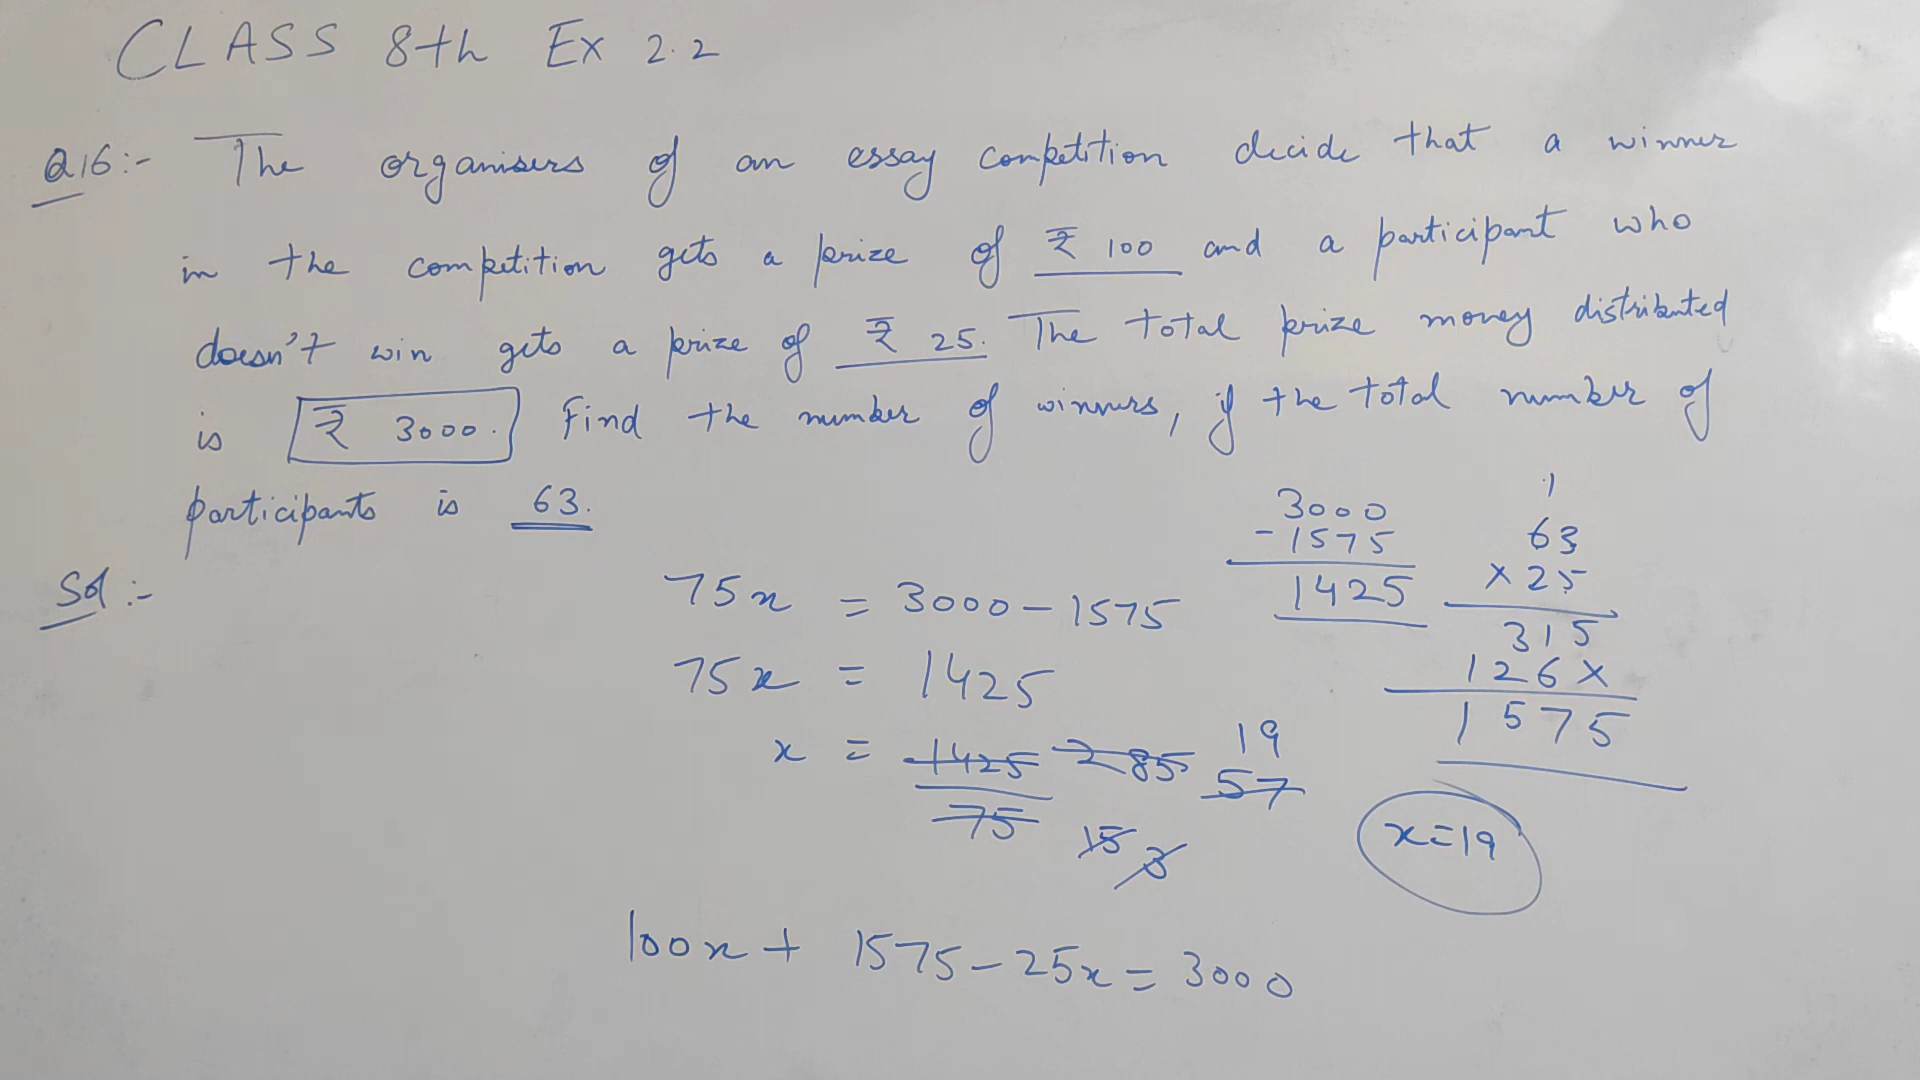 CLASS 8th Ex 2.2
Q16:- The organisers of an essay competition decide that a winner
in the competition gets a prize of ₹ 100 and a participant who
doesn't win gets a prize of ₹ 25. The total prize money distributed
is ₹ 3000. Find the number of winners, if the total number of
participants is 63.
Sol :-
75x = 3000 - 1575
75x = 1425
x = 1425 285 57 19
75 15 3
100x + 1575 - 25x = 3000
3000
- 1575
1425
1
63
x 25
315
126x
1575
x=19